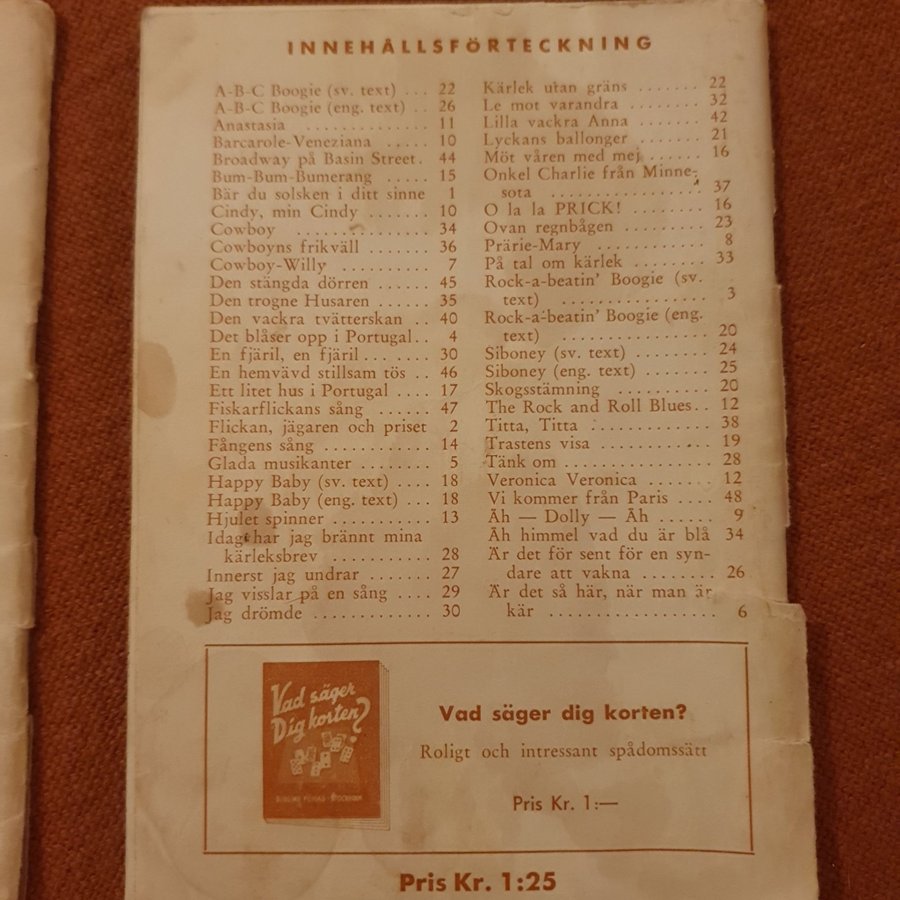 INNEHÅLLSFÖRTECKNING
A-B-C Boogie (sv. text) ... 22
A-B-C Boogie (eng. text) .. 26
Anastasia ............. 11
Barcarole-Veneziana ..... 10
Broadway på Basin Street. 44
Bum-Bum-Bumerang ..... 15
Bär du solsken i ditt sinne 1
Cindy, min Cindy ....... 10
Cowboy ............... 34
Cowboyns frikväll ....... 36
Cowboy-Willy .......... 7
Den stängda dörren ...... 45
Den trogne Husaren ...... 35
Den vackra tvätterskan .. 40
Det blåser opp i Portugal.. 4
En fjäril, en fjäril... ..... 30
En hemvävd stillsam tös .. 46
Ett litet hus i Portugal .... 17
Fiskarflickans sång ...... 47
Flickan, jägaren och priset 2
Fångens sång ............ 14
Glada musikanter ........ 5
Happy Baby (sv. text) .... 18
Happy Baby (eng. text) ... 18
Hjulet spinner ........... 13
Idag har jag brännt mina
kärleksbrev ........... 28
Innerst jag undrar ....... 27
Jag visslar på en sång .... 29
Jag drömde ............. 30
Kärlek utan gräns ....... 22
Le mot varandra ........ 32
Lilla vackra Anna ....... 42
Lyckans ballonger ....... 21
Möt våren med mej ...... 16
Onkel Charlie från Minne-
sota ................. 37
O la la PRICK! ........ 16
Ovan regnbågen ......... 23
Prärie-Mary ........... 8
På tal om kärlek ........ 33
Rock-a-beatin' Boogie (sv.
text) ................ 3
Rock-a-beatin' Boogie (eng.
text) ................ 20
Siboney (sv. text) ........ 24
Siboney (eng. text) ....... 25
Skogsstämning .......... 20
The Rock and Roll Blues.. 12
Titta, Titta ............. 38
Trastens visa ............ 19
Tänk om ............... 28
Veronica Veronica ....... 12
Vi kommer från Paris .... 48
Åh — Dolly — Åh ...... 9
Åh himmel vad du är blå 34
Är det för sent för en syn-
dare att vakna ........ 26
Är det så här, när man är
kär .................. 6
Vad säger
Dig korten?
Vad säger dig korten?
Roligt och intressant spådomssätt
Pris Kr. 1:—
Pris Kr. 1:25